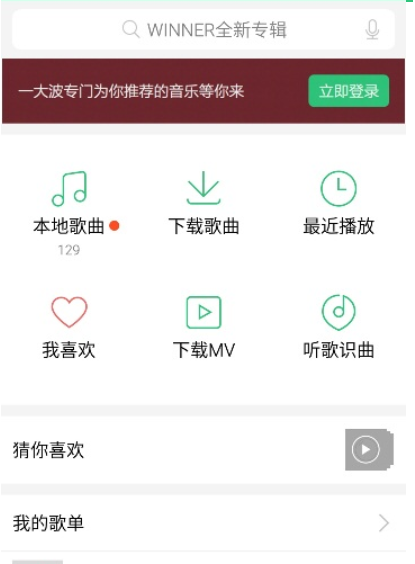 WINNER全新专辑
一大波专门为你推荐的音乐等你来 立即登录
本地歌曲 下载歌曲 最近播放
129
我喜欢 下载MV 听歌识曲
猜你喜欢
我的歌单